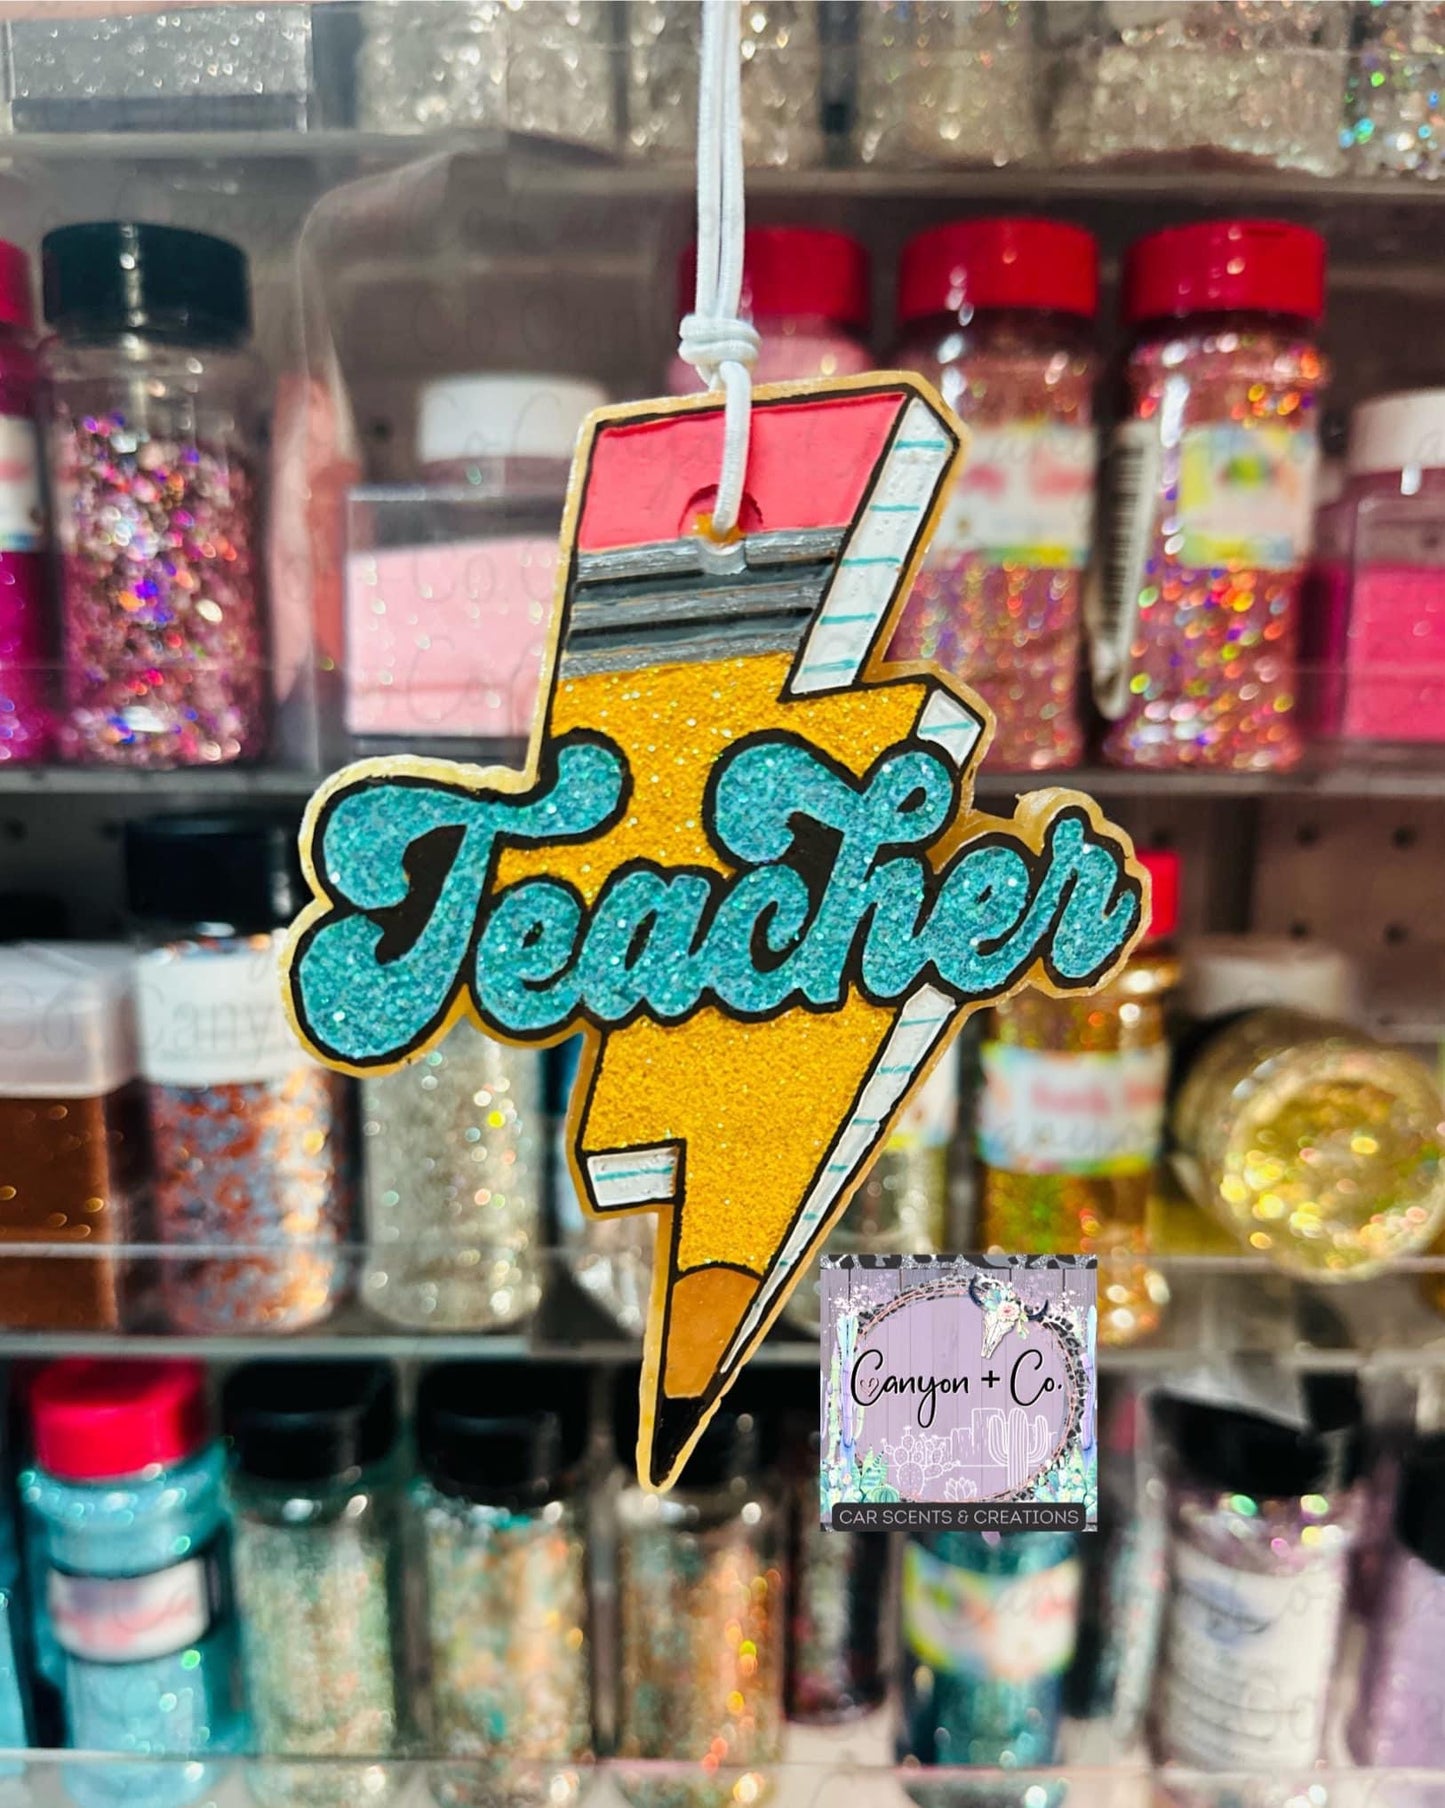 Teacher
Canyon + Co.
CAR SCENTS & CREATIONS